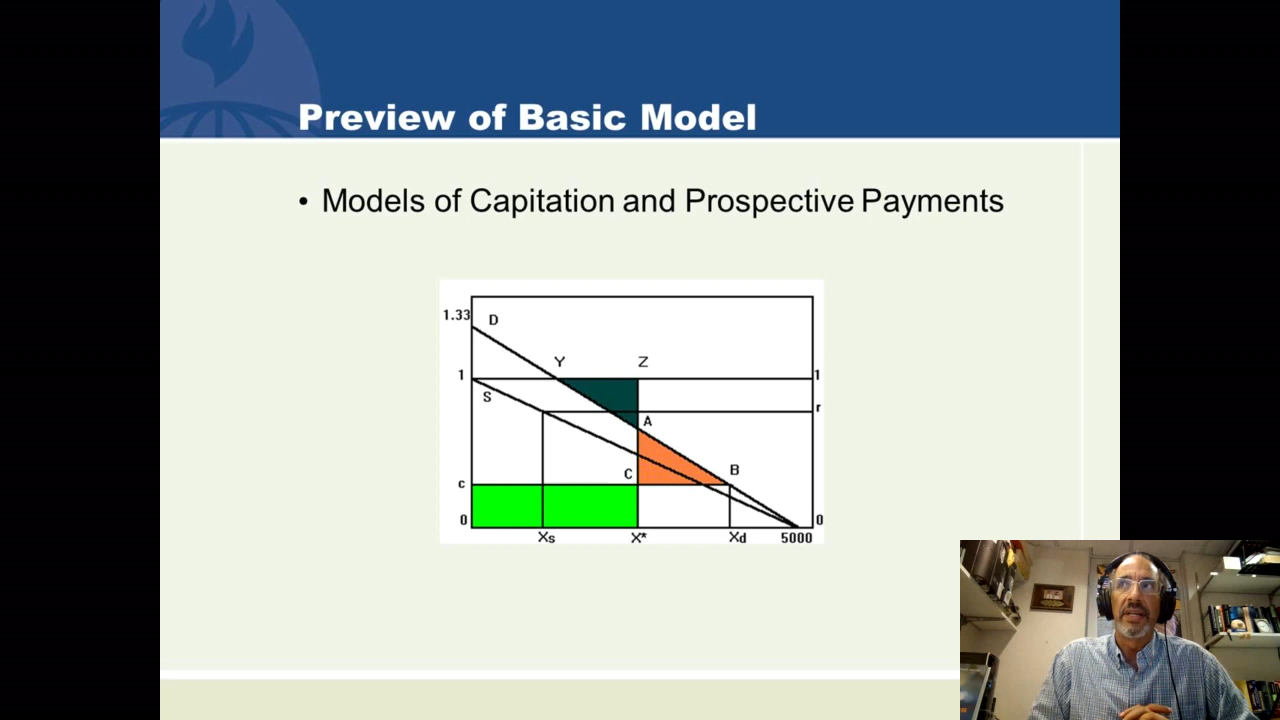 Preview of Basic Model
• Models of Capitation and Prospective Payments
1.33 D
Y Z
1 1
S r
A
C B
c
0 0
Xs X* Xd 5000